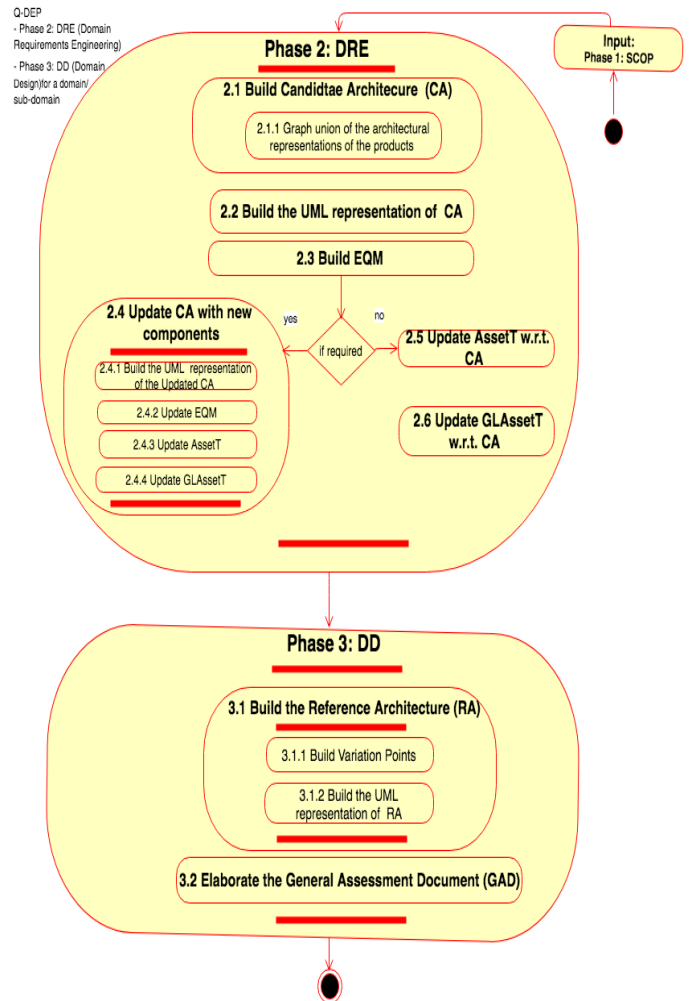 Q-DEP
- Phase 2: DRE (Domain
Requirements Engineering)
- Phase 3: DD (Domain
Design)for a domain/
sub-domain
Input:
Phase 1: SCOP
Phase 2: DRE
2.1 Build Candidtae Architecure (CA)
2.1.1 Graph union of the architectural
representations of the products
2.2 Build the UML representation of CA
2.3 Build EQM
yes
no
if required
2.4 Update CA with new
components
2.4.1 Build the UML representation
of the Updated CA
2.4.2 Update EQM
2.4.3 Update AssetT
2.4.4 Update GLAssetT
2.5 Update AssetT w.r.t.
CA
2.6 Update GLAssetT
w.r.t. CA
Phase 3: DD
3.1 Build the Reference Architecture (RA)
3.1.1 Build Variation Points
3.1.2 Build the UML
representation of RA
3.2 Elaborate the General Assessment Document (GAD)